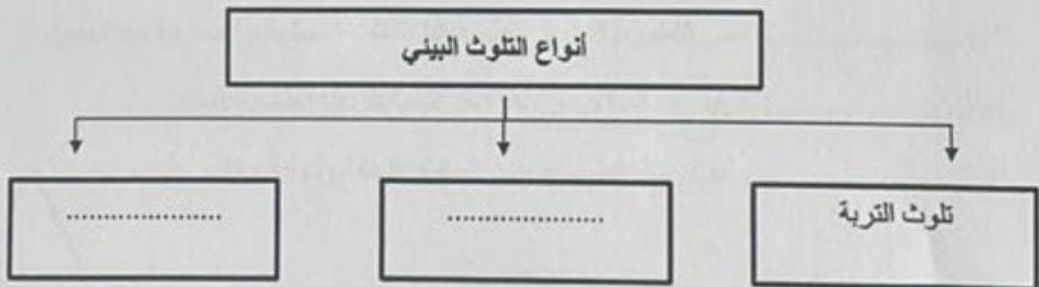 أنواع التلوث البيئي
تلوث التربة
....................
....................